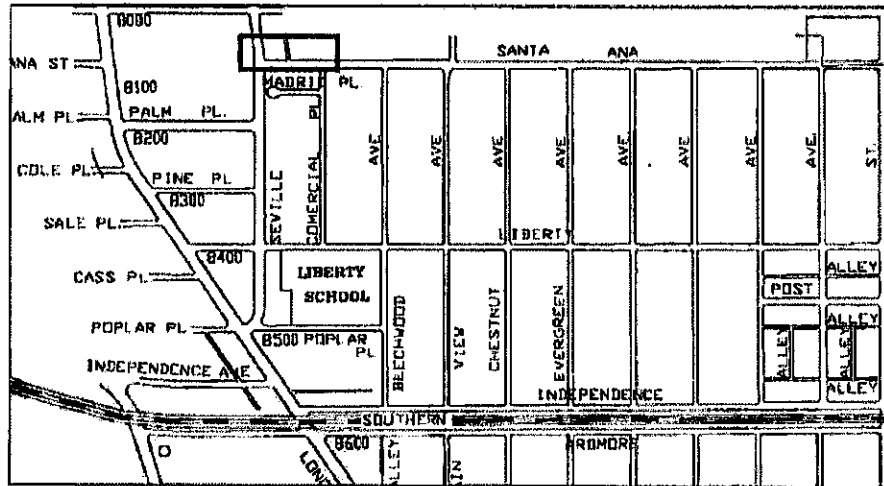 8000
SANTA ANA
ANA ST
MADRID PL
8100
ALM PL
PALM PL.
8200
COLE PL
PINE PL
8300
SALE PL
SEVILLE
COMERCIAL PL
AVE
AVE
AVE
AVE
AVE
AVE
AVE
AVE.
ST.
LIBERTY
8400
CASS PL
LIBERTY
SCHOOL
ALLEY
POST
ALLEY
POPLAR PL
8500 POPLAR
PL
BEECHWOOD
VIEW
CHESTNUT
EVERGREEN
ALLEY
ALLEY
ALLEY
INDEPENDENCE AVE
INDEPENDENCE
SOUTHERN
8600
ARDMORE
LONG
ALLEY
AIN